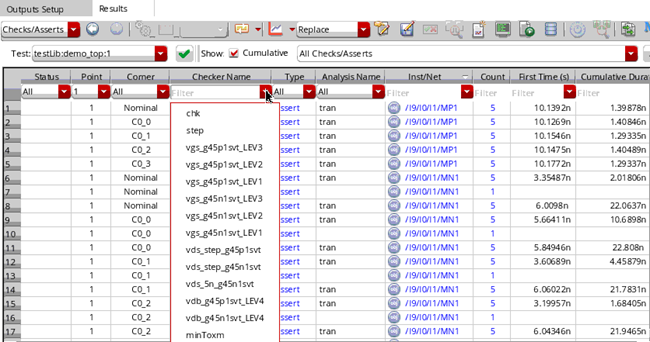 Outputs Setup Results
Checks/Asserts Replace
Test: testLib:demo_top:1 Show: Cumulative All Checks/Asserts
Status Point Corner Checker Name Type Analysis Name Inst/Net Count First Time (s) Cumulative Durat
All 1 All Filter All All Filter Filter Filter Filter
1 1 Nominal ssert tran /I9/I0/I1/MP1 5 10.1392n 1.39878n
2 1 C0_0 ssert tran /I9/I0/I1/MP1 5 10.1269n 1.40846n
3 1 C0_1 ssert tran /I9/I0/I1/MP1 5 10.1546n 1.29335n
4 1 C0_2 ssert tran /I9/I0/I1/MP1 5 10.1475n 1.40489n
5 1 C0_3 ssert tran /I9/I0/I1/MP1 5 10.1772n 1.29337n
6 1 Nominal ssert tran /I9/I0/I1/MN1 5 3.35487n 2.01806n
7 1 Nominal ssert /I9/I0/I1/MN1 1
8 1 Nominal ssert tran /I9/I0/I1/MN1 5 6.0098n 22.0637n
9 1 C0_0 ssert tran /I9/I0/I1/MN1 5 5.66411n 10.6898n
10 1 C0_0 ssert /I9/I0/I1/MN1 1
11 1 C0_0 ssert tran /I9/I0/I1/MN1 5 5.84946n 22.808n
12 1 C0_1 ssert tran /I9/I0/I1/MN1 5 3.60689n 4.45879n
13 1 C0_1 ssert /I9/I0/I1/MN1 1
14 1 C0_1 ssert tran /I9/I0/I1/MN1 5 6.06022n 21.7831n
15 1 C0_2 ssert tran /I9/I0/I1/MN1 5 3.19957n 1.68405n
16 1 C0_2 ssert /I9/I0/I1/MN1 1
17 1 C0_2 ssert tran /I9/I0/I1/MN1 5 6.04346n 21.9465n
chk
step
vgs_g45p1svt_LEV3
vgs_g45p1svt_LEV2
vgs_g45p1svt_LEV1
vgs_g45n1svt_LEV3
vgs_g45n1svt_LEV2
vgs_g45n1svt_LEV1
vds_step_g45p1svt
vds_step_g45n1svt
vds_5n_g45n1svt
vdb_g45p1svt_LEV4
vdb_g45n1svt_LEV4
minToxm